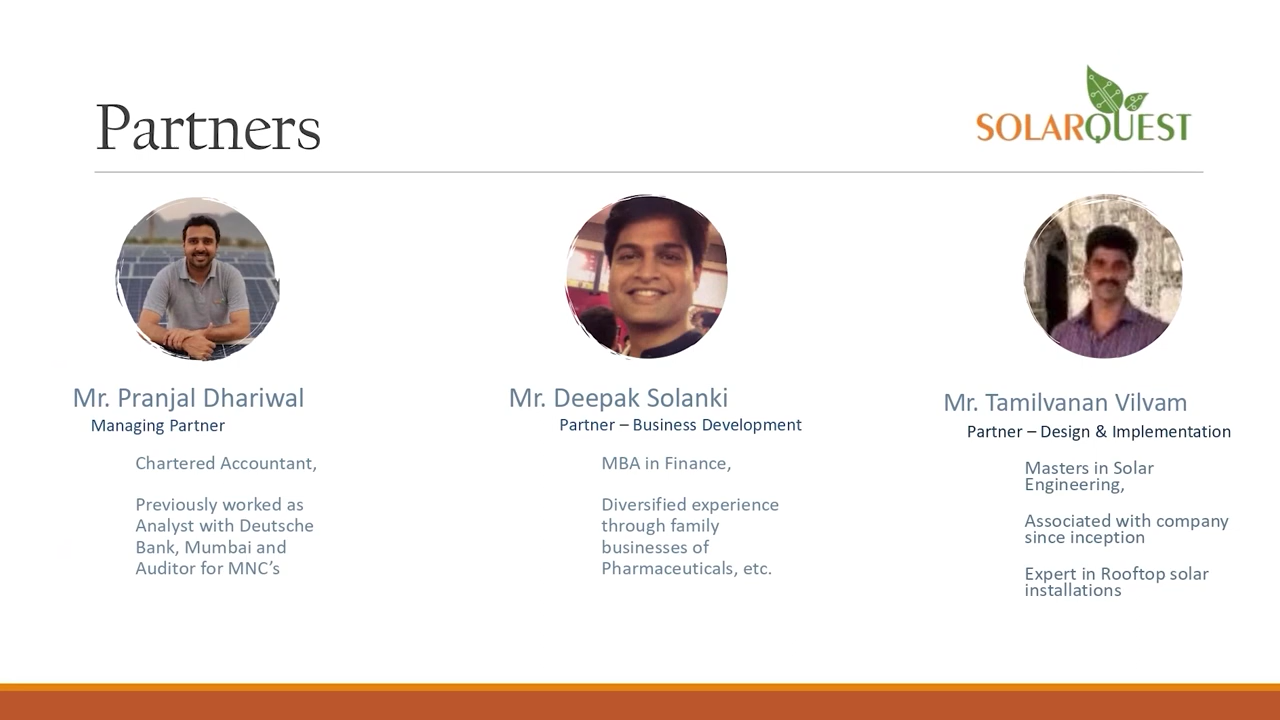 Partners
SOLARQUEST
Mr. Pranjal Dhariwal
Managing Partner
Chartered Accountant,
Previously worked as
Analyst with Deutsche
Bank, Mumbai and
Auditor for MNC’s
Mr. Deepak Solanki
Partner – Business Development
MBA in Finance,
Diversified experience
through family
businesses of
Pharmaceuticals, etc.
Mr. Tamilvanan Vilvam
Partner – Design & Implementation
Masters in Solar
Engineering,
Associated with company
since inception
Expert in Rooftop solar
installations